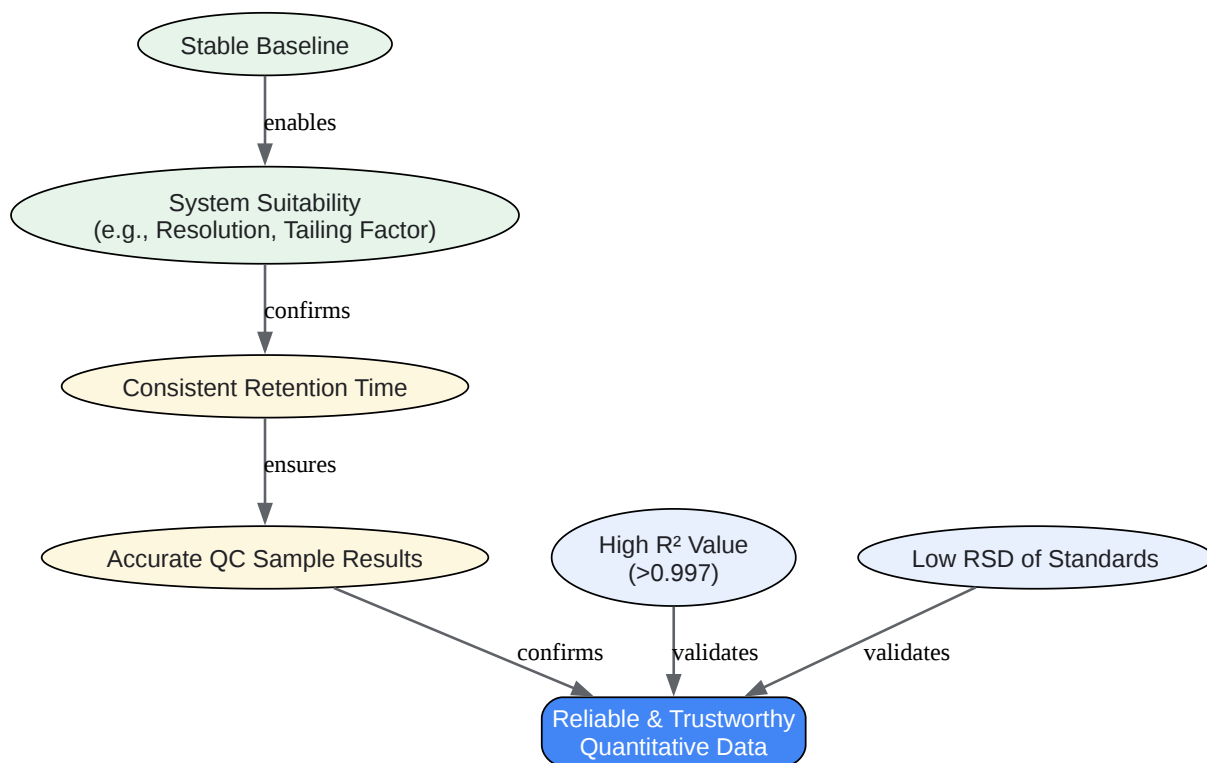 Stable Baseline
enables
System Suitability
(e.g., Resolution, Tailing Factor)
confirms
Consistent Retention Time
ensures
Accurate QC Sample Results
High R² Value
(>0.997)
Low RSD of Standards
confirms
validates
validates
Reliable & Trustworthy
Quantitative Data